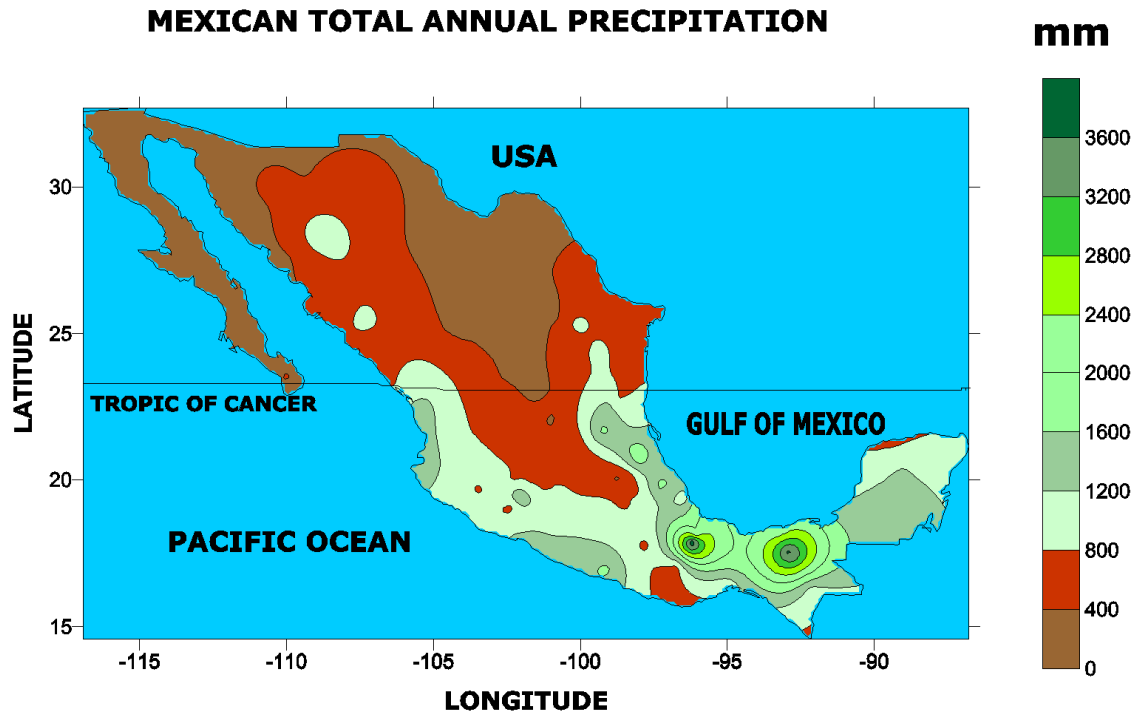 MEXICAN TOTAL ANNUAL PRECIPITATION
mm
3600
3200
2800
2400
2000
1600
1200
800
400
0
USA
TROPIC OF CANCER
GULF OF MEXICO
PACIFIC OCEAN
LATITUDE
30
25
20
15
-115
-110
-105
-100
-95
-90
LONGITUDE